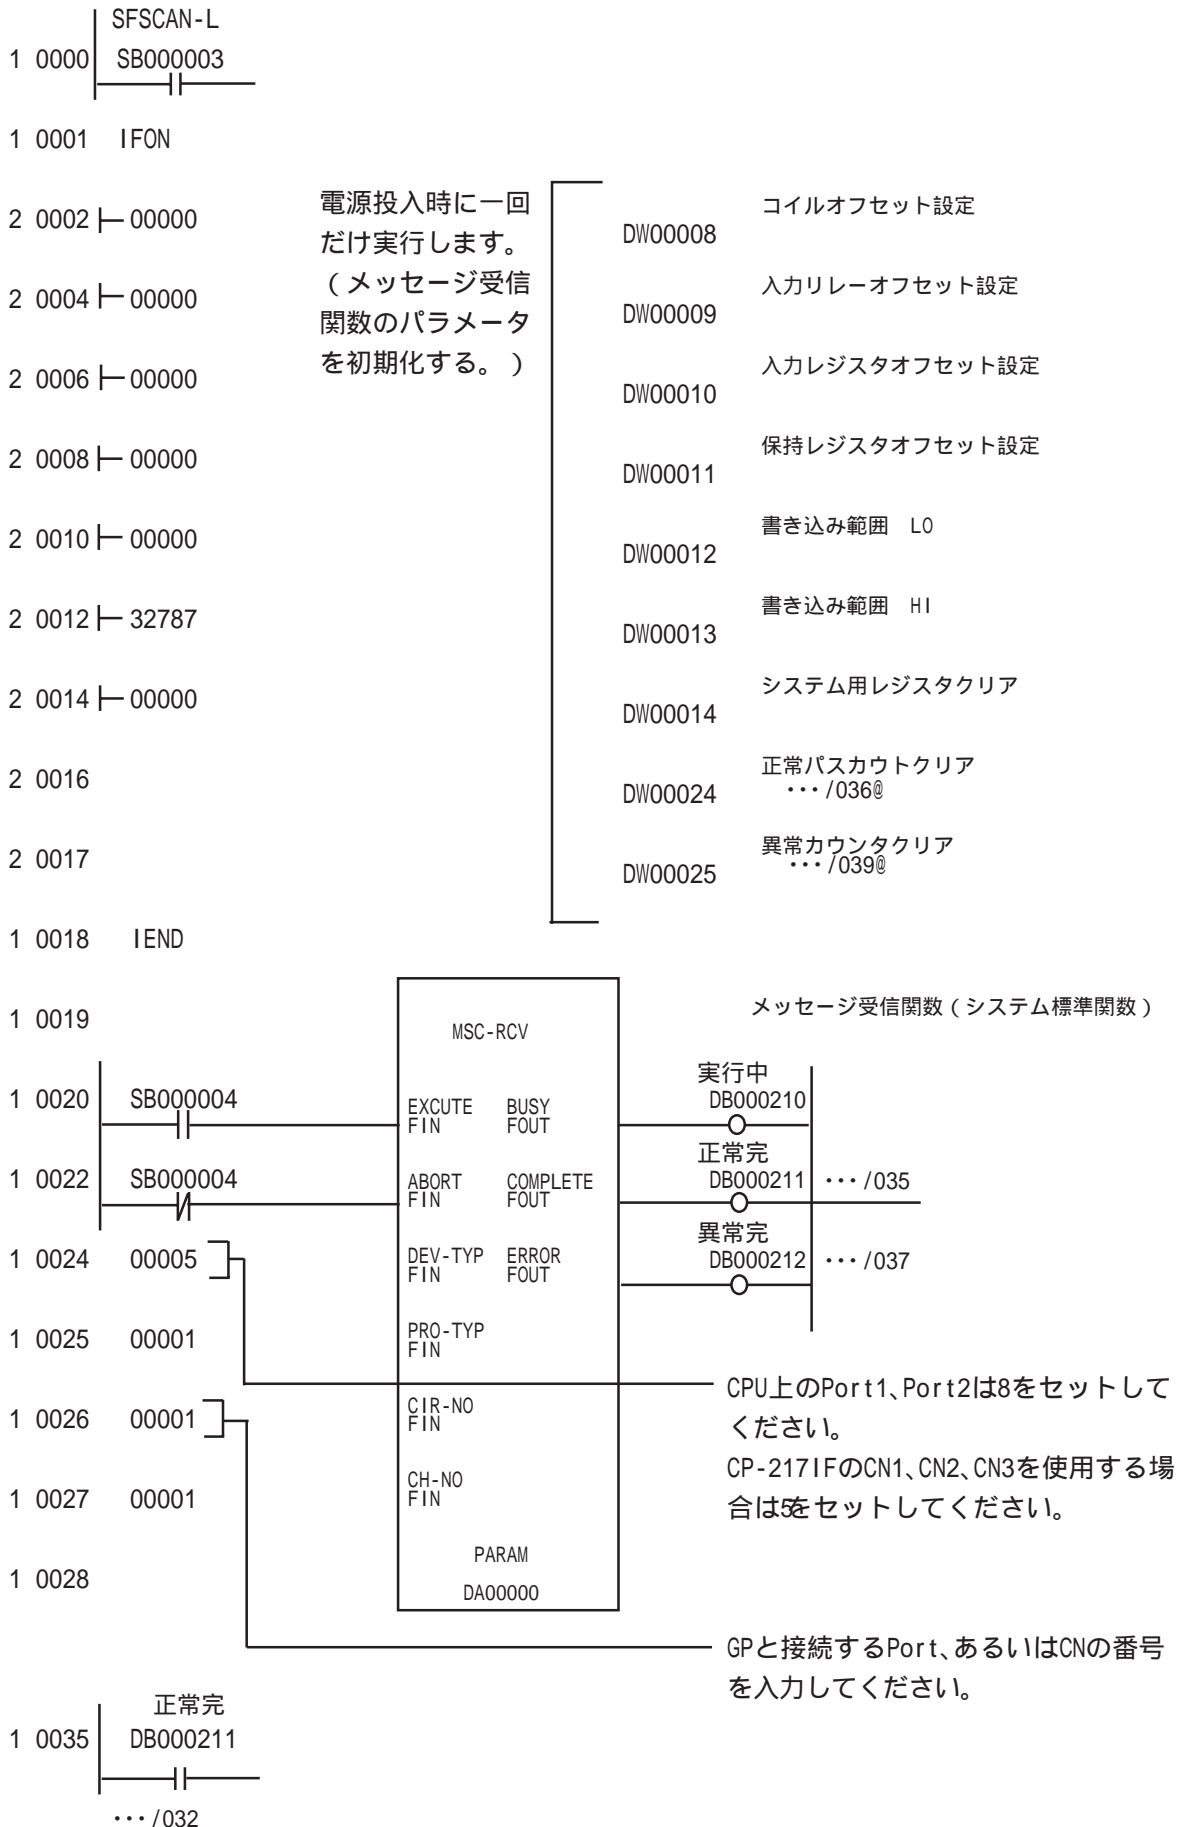 SFSCAN-L
1 0000 SB000003
1 0001 IFON
電源投入時に一回
だけ実行します。
(メッセージ受信
関数のパラメータ
を初期化する。)
2 0002 00000
コイルオフセット設定
DW00008
2 0004 00000
入力リレーオフセット設定
DW00009
2 0006 00000
入力レジスタオフセット設定
DW00010
2 0008 00000
保持レジスタオフセット設定
DW00011
2 0010 00000
書き込み範囲 LO
DW00012
2 0012 32787
書き込み範囲 HI
DW00013
2 0014 00000
システム用レジスタクリア
DW00014
2 0016
正常パスカウトクリア
DW00024 ・・・/036@
2 0017
異常カウンタクリア
DW00025 ・・・/039@
1 0018 IEND
1 0019
MSC-RCV
メッセージ受信関数(システム標準関数)
実行中
1 0020 SB000004
EXCUTE BUSY
FIN FOUT
DB000210
正常完
1 0022 SB000004
ABORT COMPLETE
FIN FOUT
DB000211 ・・・/035
異常完
1 0024 00005
DEV-TYP ERROR
FIN FOUT
DB000212 ・・・/037
1 0025 00001
PRO-TYP
FIN
CPU上のPort1、Port2は8をセットして
ください。
CP-217IFのCN1、CN2、CN3を使用する場
合は5をセットしてください。
1 0026 00001
CIR-NO
FIN
1 0027 00001
CH-NO
FIN
1 0028
PARAM
DA00000
GPと接続するPort、あるいはCNの番号
を入力してください。
正常完
1 0035 DB000211
・・・/032